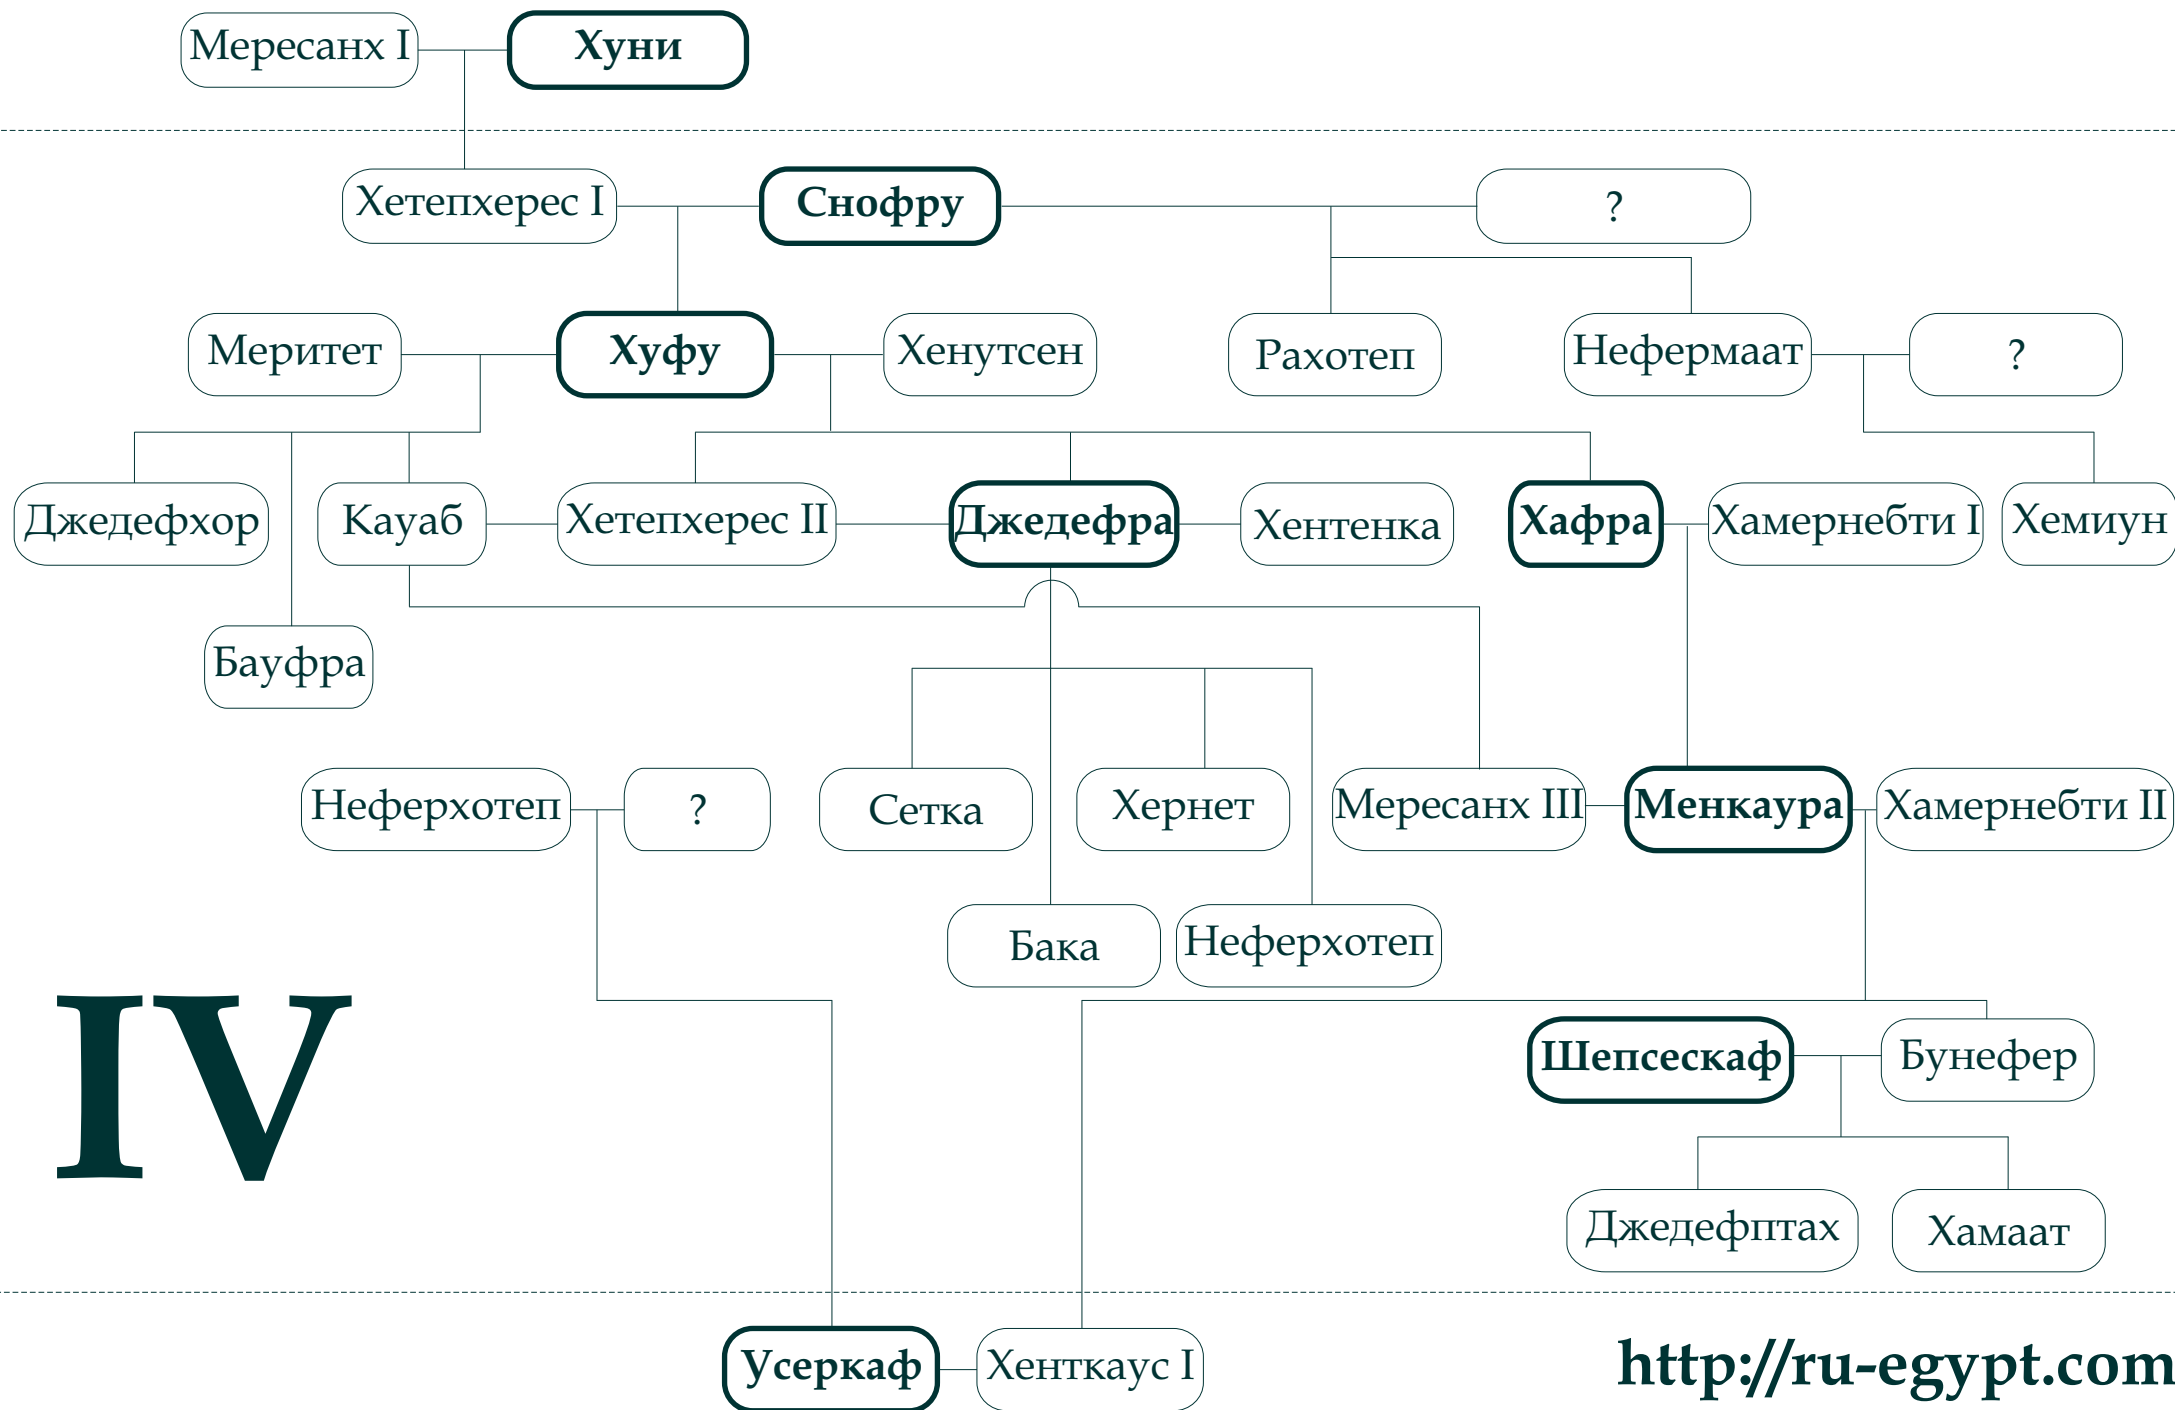 Мересанх I
Хуни
Хетепхерес I
Снофру
?
Меритет
Хуфу
Хенутсен
Рахотеп
Нефермаат
?
Джедефхор
Кауаб
Хетепхерес II
Джедефра
Хентенка
Хафра
Хамернебти I
Хемиун
Бауфра
Неферхотеп
?
Сетка
Хернет
Мересанх III
Менкаура
Хамернебти II
Бака
Неферхотеп
IV
Шепсескаф
Бунефер
Джедефптах
Хамаат
Усеркаф
Хенткаус I
http://ru-egypt.com